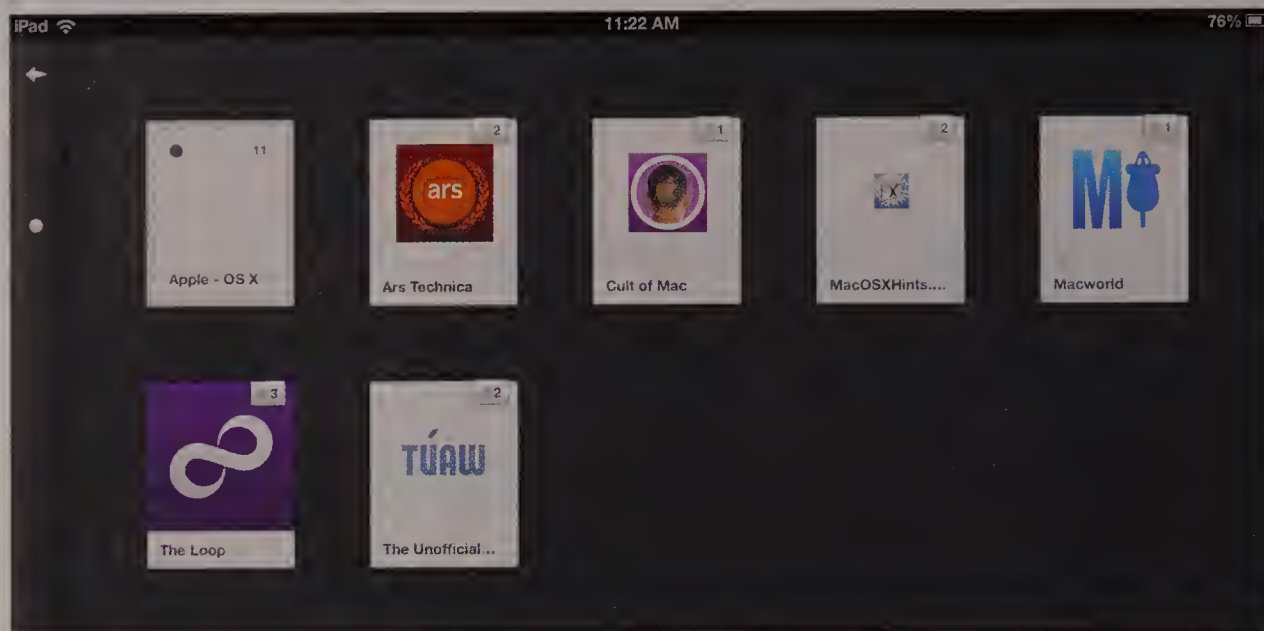 iPad 11:22 AM 76%
11 2 1 2 1
ars X M
Apple - OS X Ars Technica Cult of Mac MacOSXHints.... Macworld
3 2
TÚAW
The Loop The Unofficial...